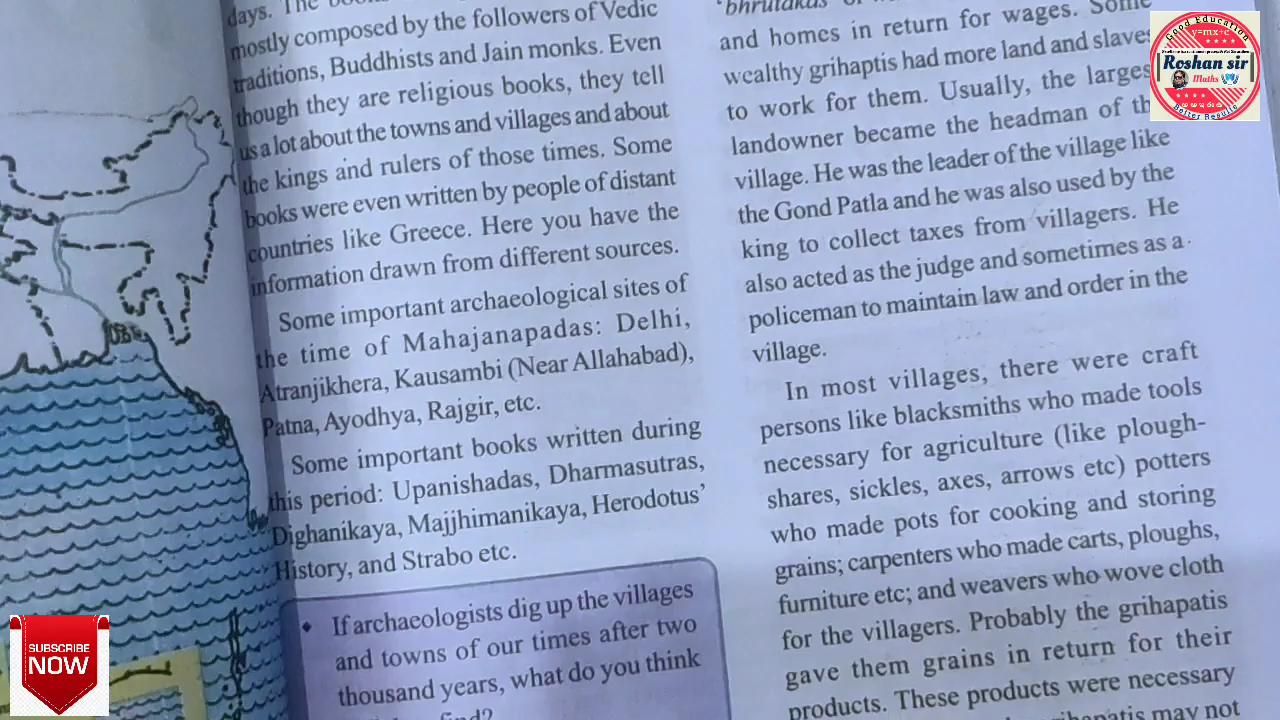 days. The
mostly composed by the followers of Vedic
traditions, Buddhists and Jain monks. Even
though they are religious books, they tell
us a lot about the towns and villages and about
the kings and rulers of those times. Some
books were even written by people of distant
countries like Greece. Here you have the
information drawn from different sources.
Some important archaeological sites of
the time of Mahajanapadas: Delhi,
Atranjikhera, Kausambi (Near Allahabad),
Patna, Ayodhya, Rajgir, etc.
Some important books written during
this period: Upanishadas, Dharmasutras,
Dighanikaya, Majjhimanikaya, Herodotus'
History, and Strabo etc.
♦ If archaeologists dig up the villages
and towns of our times after two
thousand years, what do you think
find?
'bhrutakas'
and homes in return for wages. Some
wealthy grihaptis had more land and slaves
to work for them. Usually, the larges
landowner became the headman of th
village. He was the leader of the village like
the Gond Patla and he was also used by the
king to collect taxes from villagers. He
also acted as the judge and sometimes as a
policeman to maintain law and order in the
village.
In most villages, there were craft
persons like blacksmiths who made tools
necessary for agriculture (like plough-
shares, sickles, axes, arrows etc) potters
who made pots for cooking and storing
grains; carpenters who made carts, ploughs,
furniture etc; and weavers who wove cloth
for the villagers. Probably the grihapatis
gave them grains in return for their
products. These products were necessary
grihapatis may not
Good Education
y=mx+c
Roshan sir
Maths
Better Results
SUBSCRIBE
NOW